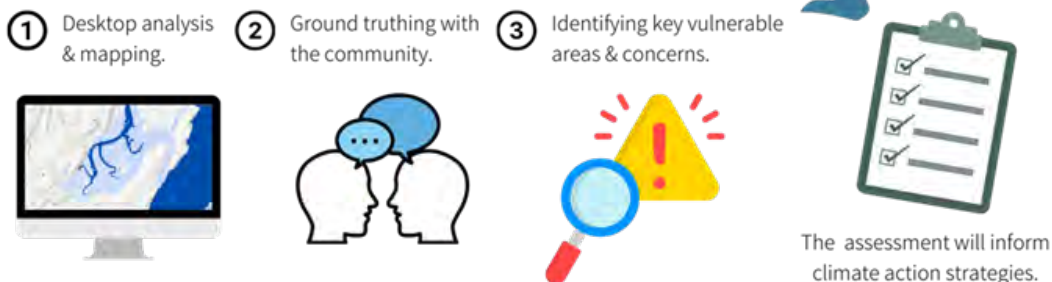 1 Desktop analysis
& mapping.
2 Ground truthing with
the community.
3 Identifying key vulnerable
areas & concerns.
The assessment will inform
climate action strategies.